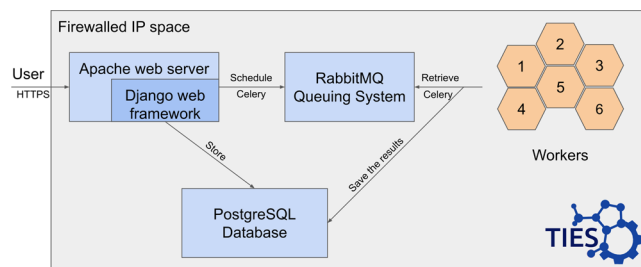 Firewalled IP space
User
HTTPS
Apache web server
Django web
framework
Schedule
Celery
RabbitMQ
Queuing System
Retrieve
Celery
1
2
3
4
5
6
Workers
Store
Save the results
PostgreSQL
Database
TIES